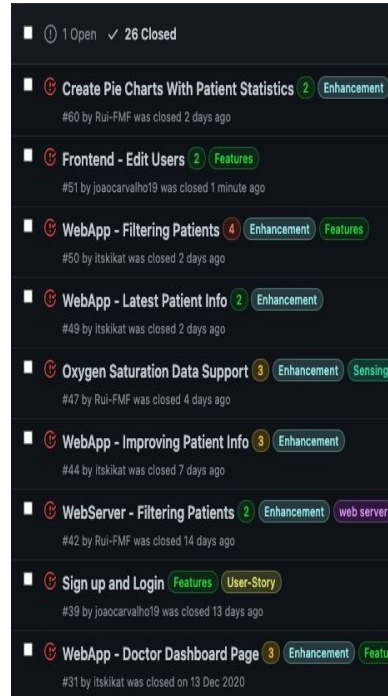 1 Open ✓ 26 Closed
Create Pie Charts With Patient Statistics 2 Enhancement
#60 by Rui-FMF was closed 2 days ago
Frontend - Edit Users 2 Features
#51 by joaocarvalho19 was closed 1 minute ago
WebApp - Filtering Patients 4 Enhancement Features
#50 by itskikat was closed 2 days ago
WebApp - Latest Patient Info 2 Enhancement
#49 by itskikat was closed 2 days ago
Oxygen Saturation Data Support 3 Enhancement Sensing
#47 by Rui-FMF was closed 4 days ago
WebApp - Improving Patient Info 3 Enhancement
#44 by itskikat was closed 7 days ago
WebServer - Filtering Patients 2 Enhancement web server
#42 by Rui-FMF was closed 14 days ago
Sign up and Login Features User-Story
#39 by joaocarvalho19 was closed 13 days ago
WebApp - Doctor Dashboard Page 3 Enhancement Featu
#31 by itskikat was closed on 13 Dec 2020